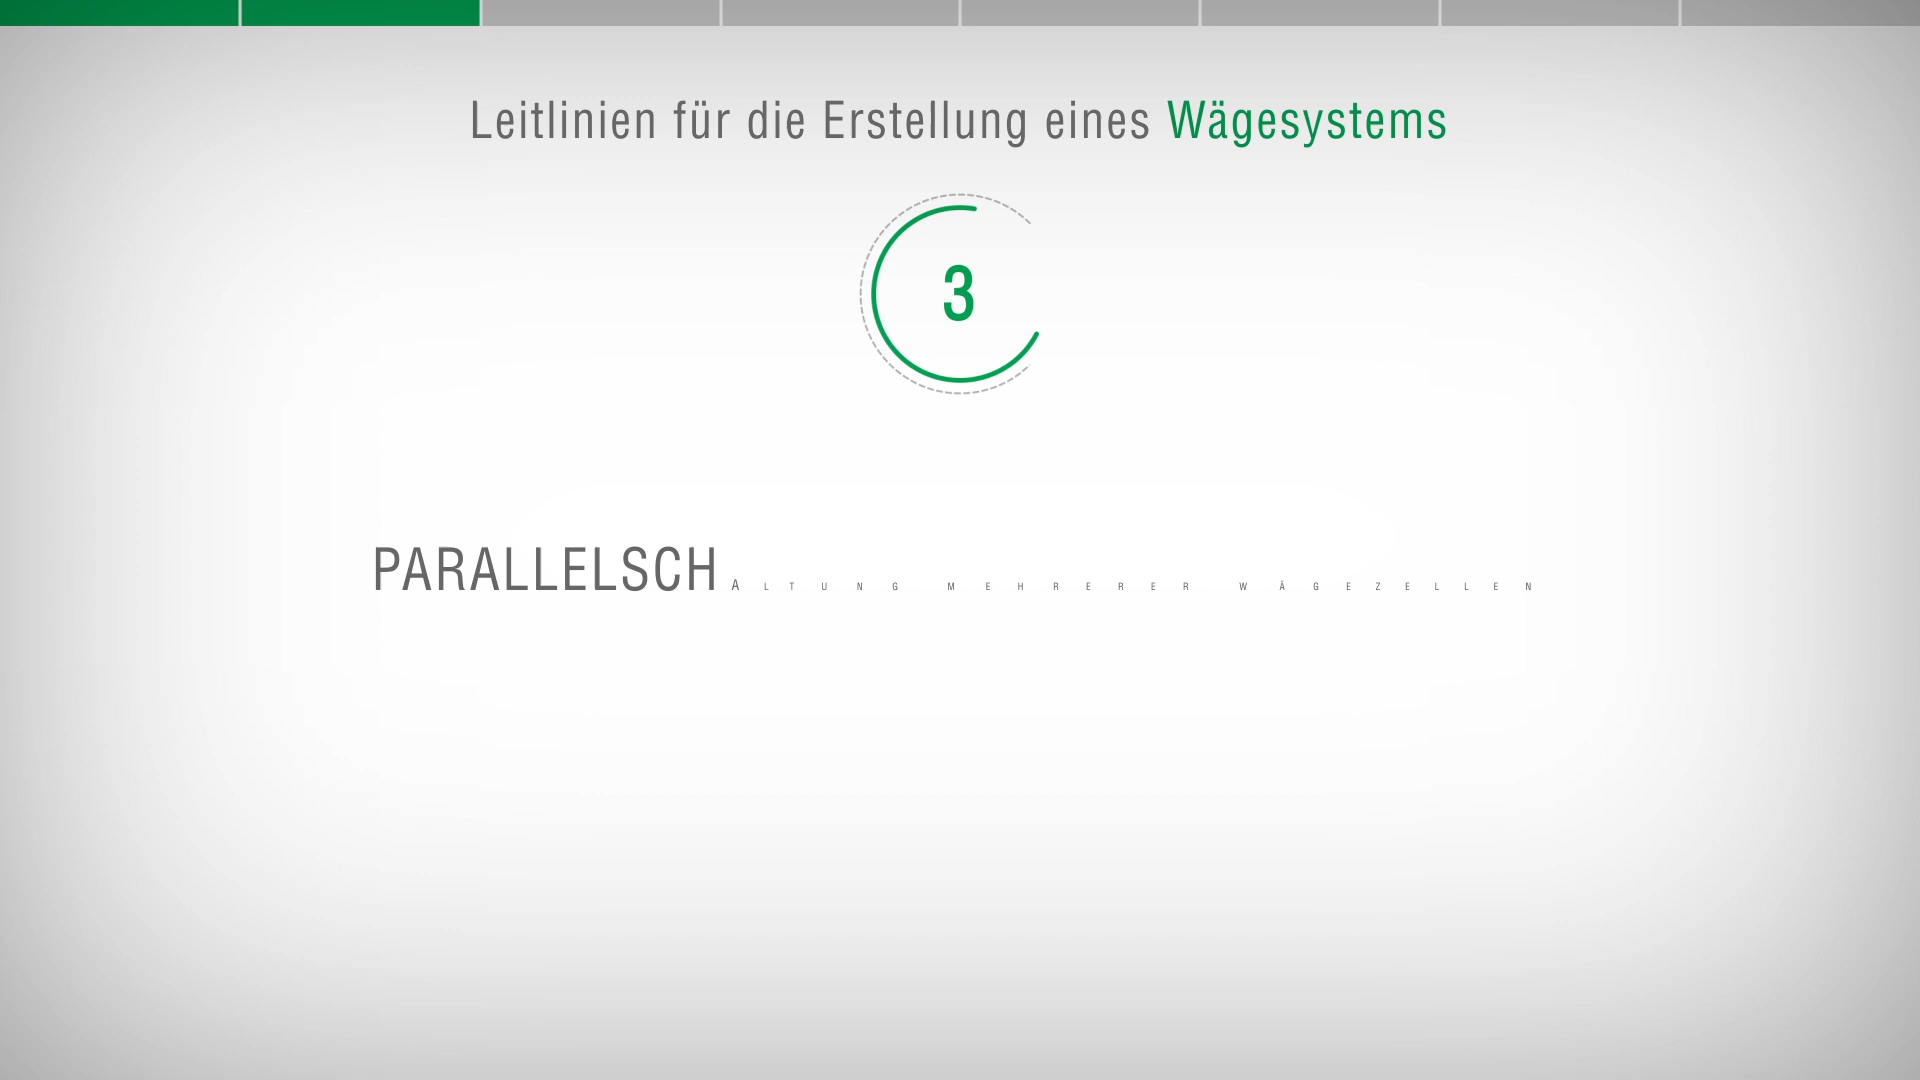 Leitlinien für die Erstellung eines Wägesystems
3
PARALLELSCHALTUNG MEHRERER WÄGEZELLEN